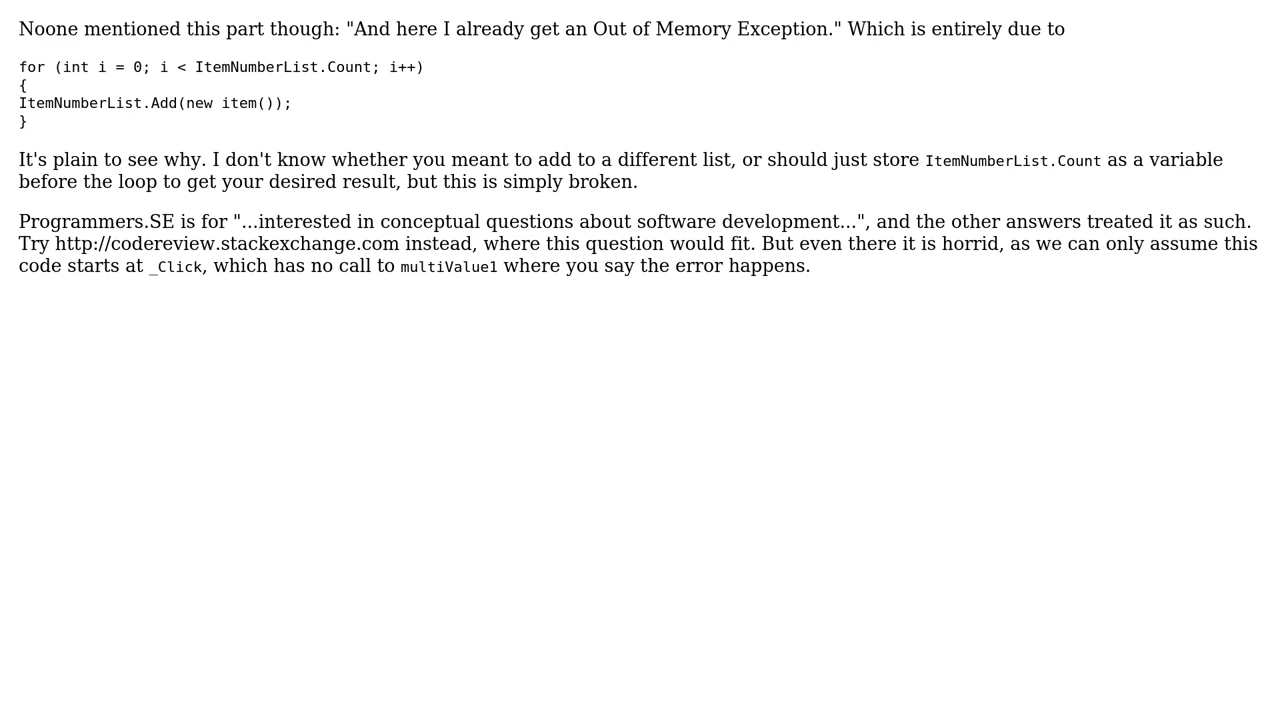 Noone mentioned this part though: "And here I already get an Out of Memory Exception." Which is entirely due to
for (int i = 0; i < ItemNumberList.Count; i++)
{
ItemNumberList.Add(new item());
}
It's plain to see why. I don't know whether you meant to add to a different list, or should just store ItemNumberList.Count as a variable
before the loop to get your desired result, but this is simply broken.
Programmers.SE is for "...interested in conceptual questions about software development...", and the other answers treated it as such.
Try http://codereview.stackexchange.com instead, where this question would fit. But even there it is horrid, as we can only assume this
code starts at _Click, which has no call to multiValue1 where you say the error happens.